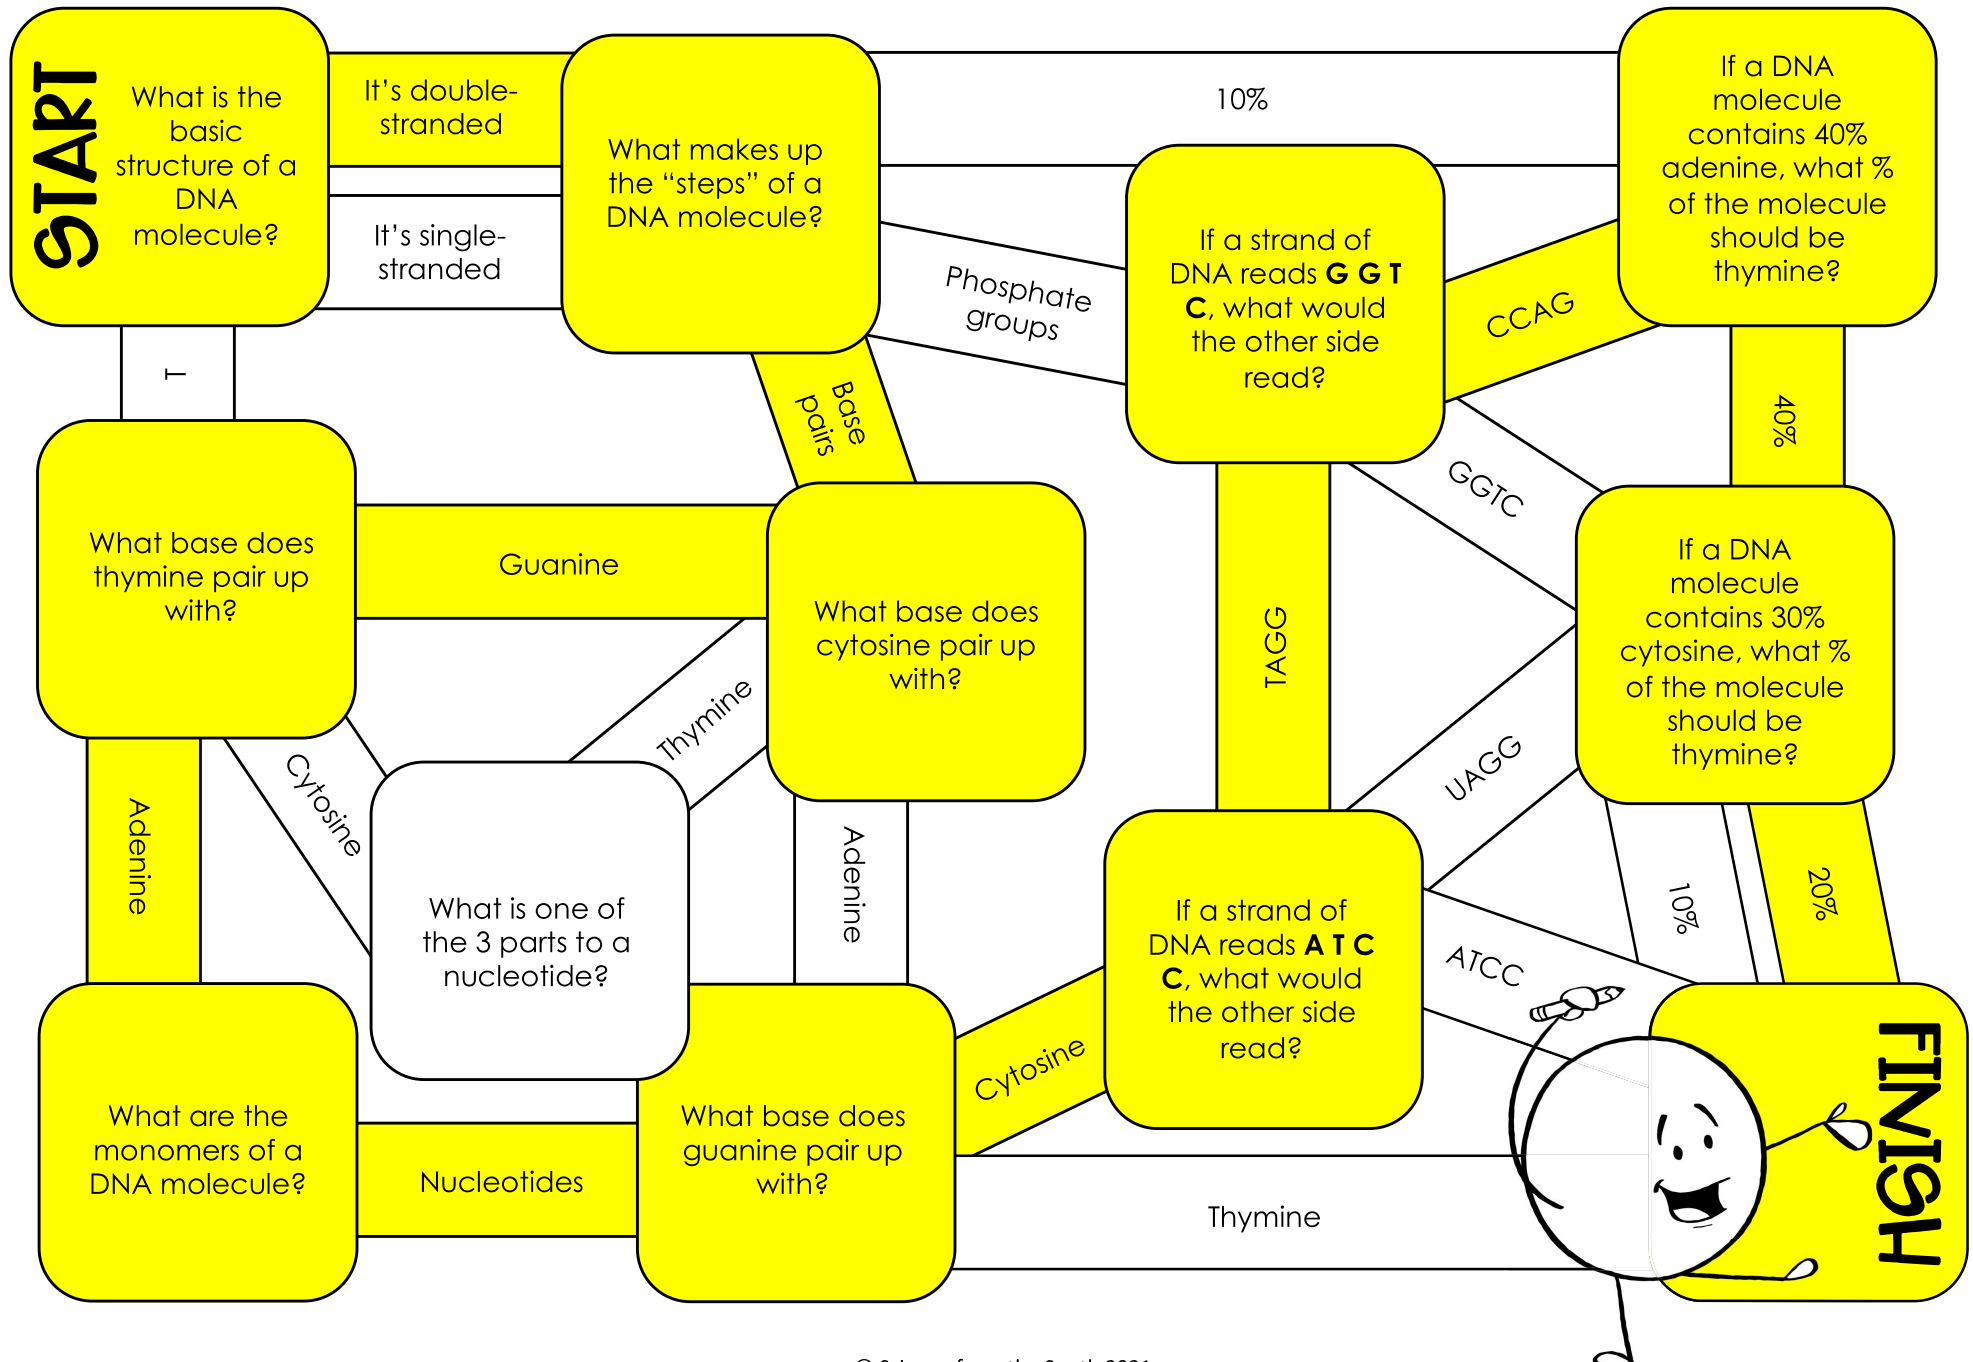 START
What is the
basic
structure of a
DNA
molecule?
It's double-
stranded
It's single-
stranded
What makes up
the “steps” of a
DNA molecule?
10%
If a DNA
molecule
contains 40%
adenine, what %
of the molecule
should be
thymine?
Phosphate
groups
If a strand of
DNA reads G G T
C, what would
the other side
read?
CCAG
T
Base
pairs
40%
GGTC
What base does
thymine pair up
with?
Guanine
What base does
cytosine pair up
with?
TAGG
If a DNA
molecule
contains 30%
cytosine, what %
of the molecule
should be
thymine?
Thymine
UAGG
Cytosine
Adenine
Adenine
What is one of
the 3 parts to a
nucleotide?
If a strand of
DNA reads A T C
C, what would
the other side
read?
ATCC
10%
20%
Cytosine
What are the
monomers of a
DNA molecule?
Nucleotides
What base does
guanine pair up
with?
Thymine
FINISH